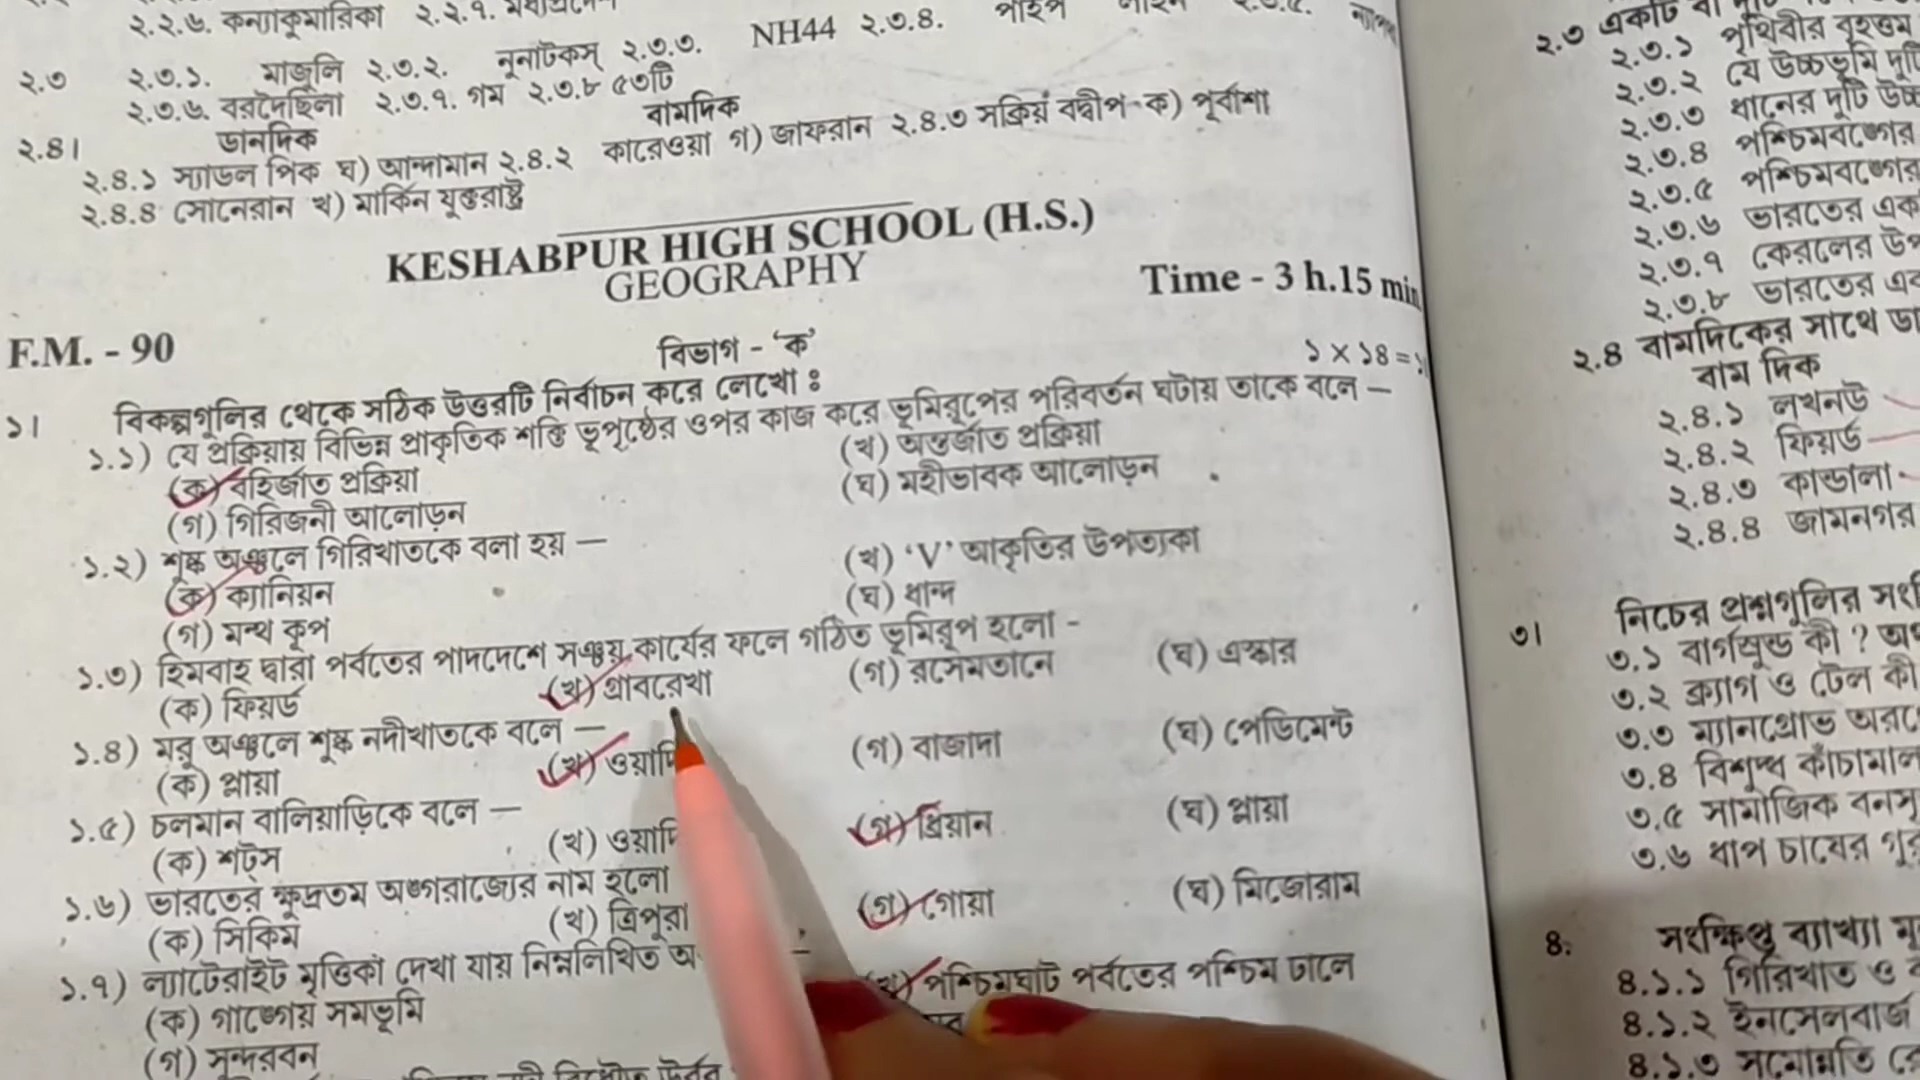 ২.২.৬. কন্যাকুমারিকা ২.২.৭.
২.৩ ২.৩.১. মাজুলি ২.৩.২. নুনাটকস্ ২.৩.৩. NH44 ২.৩.৪. পাইপ লাইন ২.৩.৫.
২.৩.৬. বরদৈছিলা ২.৩.৭. গম ২.৩.৮ ৫৩টি
২.৪। ডানদিক বামদিক
২.৪.১ স্যাডল পিক ঘ) আন্দামান ২.৪.২ কারেওয়া গ) জাফরান ২.৪.৩ সক্রিয় বদ্বীপ-ক) পূর্বাশা
২.৪.৪ সোনেরান খ) মার্কিন যুক্তরাষ্ট্র
KESHABPUR HIGH SCHOOL (H.S.)
GEOGRAPHY
Time - 3 h.15 min
F.M. - 90
বিভাগ - 'ক'
১ × ১৪ =
১। বিকল্পগুলির থেকে সঠিক উত্তরটি নির্বাচন করে লেখো ঃ
১.১) যে প্রক্রিয়ায় বিভিন্ন প্রাকৃতিক শক্তি ভূপৃষ্ঠের ওপর কাজ করে ভূমিরূপের পরিবর্তন ঘটায় তাকে বলে —
(ক) বহির্জাত প্রক্রিয়া (খ) অন্তর্জাত প্রক্রিয়া
(গ) গিরিজনী আলোড়ন (ঘ) মহীভাবক আলোড়ন
১.২) শুষ্ক অঞ্চলে গিরিখাতকে বলা হয় —
(ক) ক্যানিয়ন (খ) 'V' আকৃতির উপত্যকা
(গ) মন্থ কূপ (ঘ) ধান্দ
১.৩) হিমবাহ দ্বারা পর্বতের পাদদেশে সঞ্চয় কার্যের ফলে গঠিত ভূমিরূপ হলো -
(ক) ফিয়র্ড (খ) গ্রাবরেখা (গ) রসেমতানে (ঘ) এস্কার
১.৪) মরু অঞ্চলে শুষ্ক নদীখাতকে বলে —
(ক) প্লায়া (খ) ওয়াদি (গ) বাজাদা (ঘ) পেডিমেন্ট
১.৫) চলমান বালিয়াড়িকে বলে —
(ক) শট্স (খ) ওয়াদি (গ) থ্রিয়ান (ঘ) প্লায়া
১.৬) ভারতের ক্ষুদ্রতম অঙ্গরাজ্যের নাম হলো
(ক) সিকিম (খ) ত্রিপুরা (গ) গোয়া (ঘ) মিজোরাম
১.৭) ল্যাটেরাইট মৃত্তিকা দেখা যায় নিম্নলিখিত
(ক) গাঙ্গেয় সমভূমি (খ) পশ্চিমঘাট পর্বতের পশ্চিম ঢালে
(গ) সুন্দরবন
২.৩ একটি বা
২.৩.১ পৃথিবীর বৃহত্তম
২.৩.২ যে উচ্চভূমি দুটি
২.৩.৩ ধানের দুটি উচ্চ
২.৩.৪ পশ্চিমবঙ্গের
২.৩.৫ পশ্চিমবঙ্গের
২.৩.৬ ভারতের একা
২.৩.৭ কেরলের
২.৩.৮ ভারতের
২.৪ বামদিকের সাথে
বাম দিক
২.৪.১ লখনউ
২.৪.২ ফিয়র্ড
২.৪.৩ কান্ডালা
২.৪.৪ জামনগর
৩। নিচের প্রশ্নগুলির
৩.১ বার্গস্রুন্ড কী ?
৩.২ ক্র্যাগ ও টেল কী
৩.৩ ম্যানগ্রোভ
৩.৪ বিশুদ্ধ কাঁচামাল
৩.৫ সামাজিক
৩.৬ ধাপ চাষের
৪. সংক্ষিপ্ত ব্যাখ্যা
৪.১.১ গিরিখাত ও
৪.১.২ ইনসেলবার্জ
৪.১.৩ সমোন্নতি